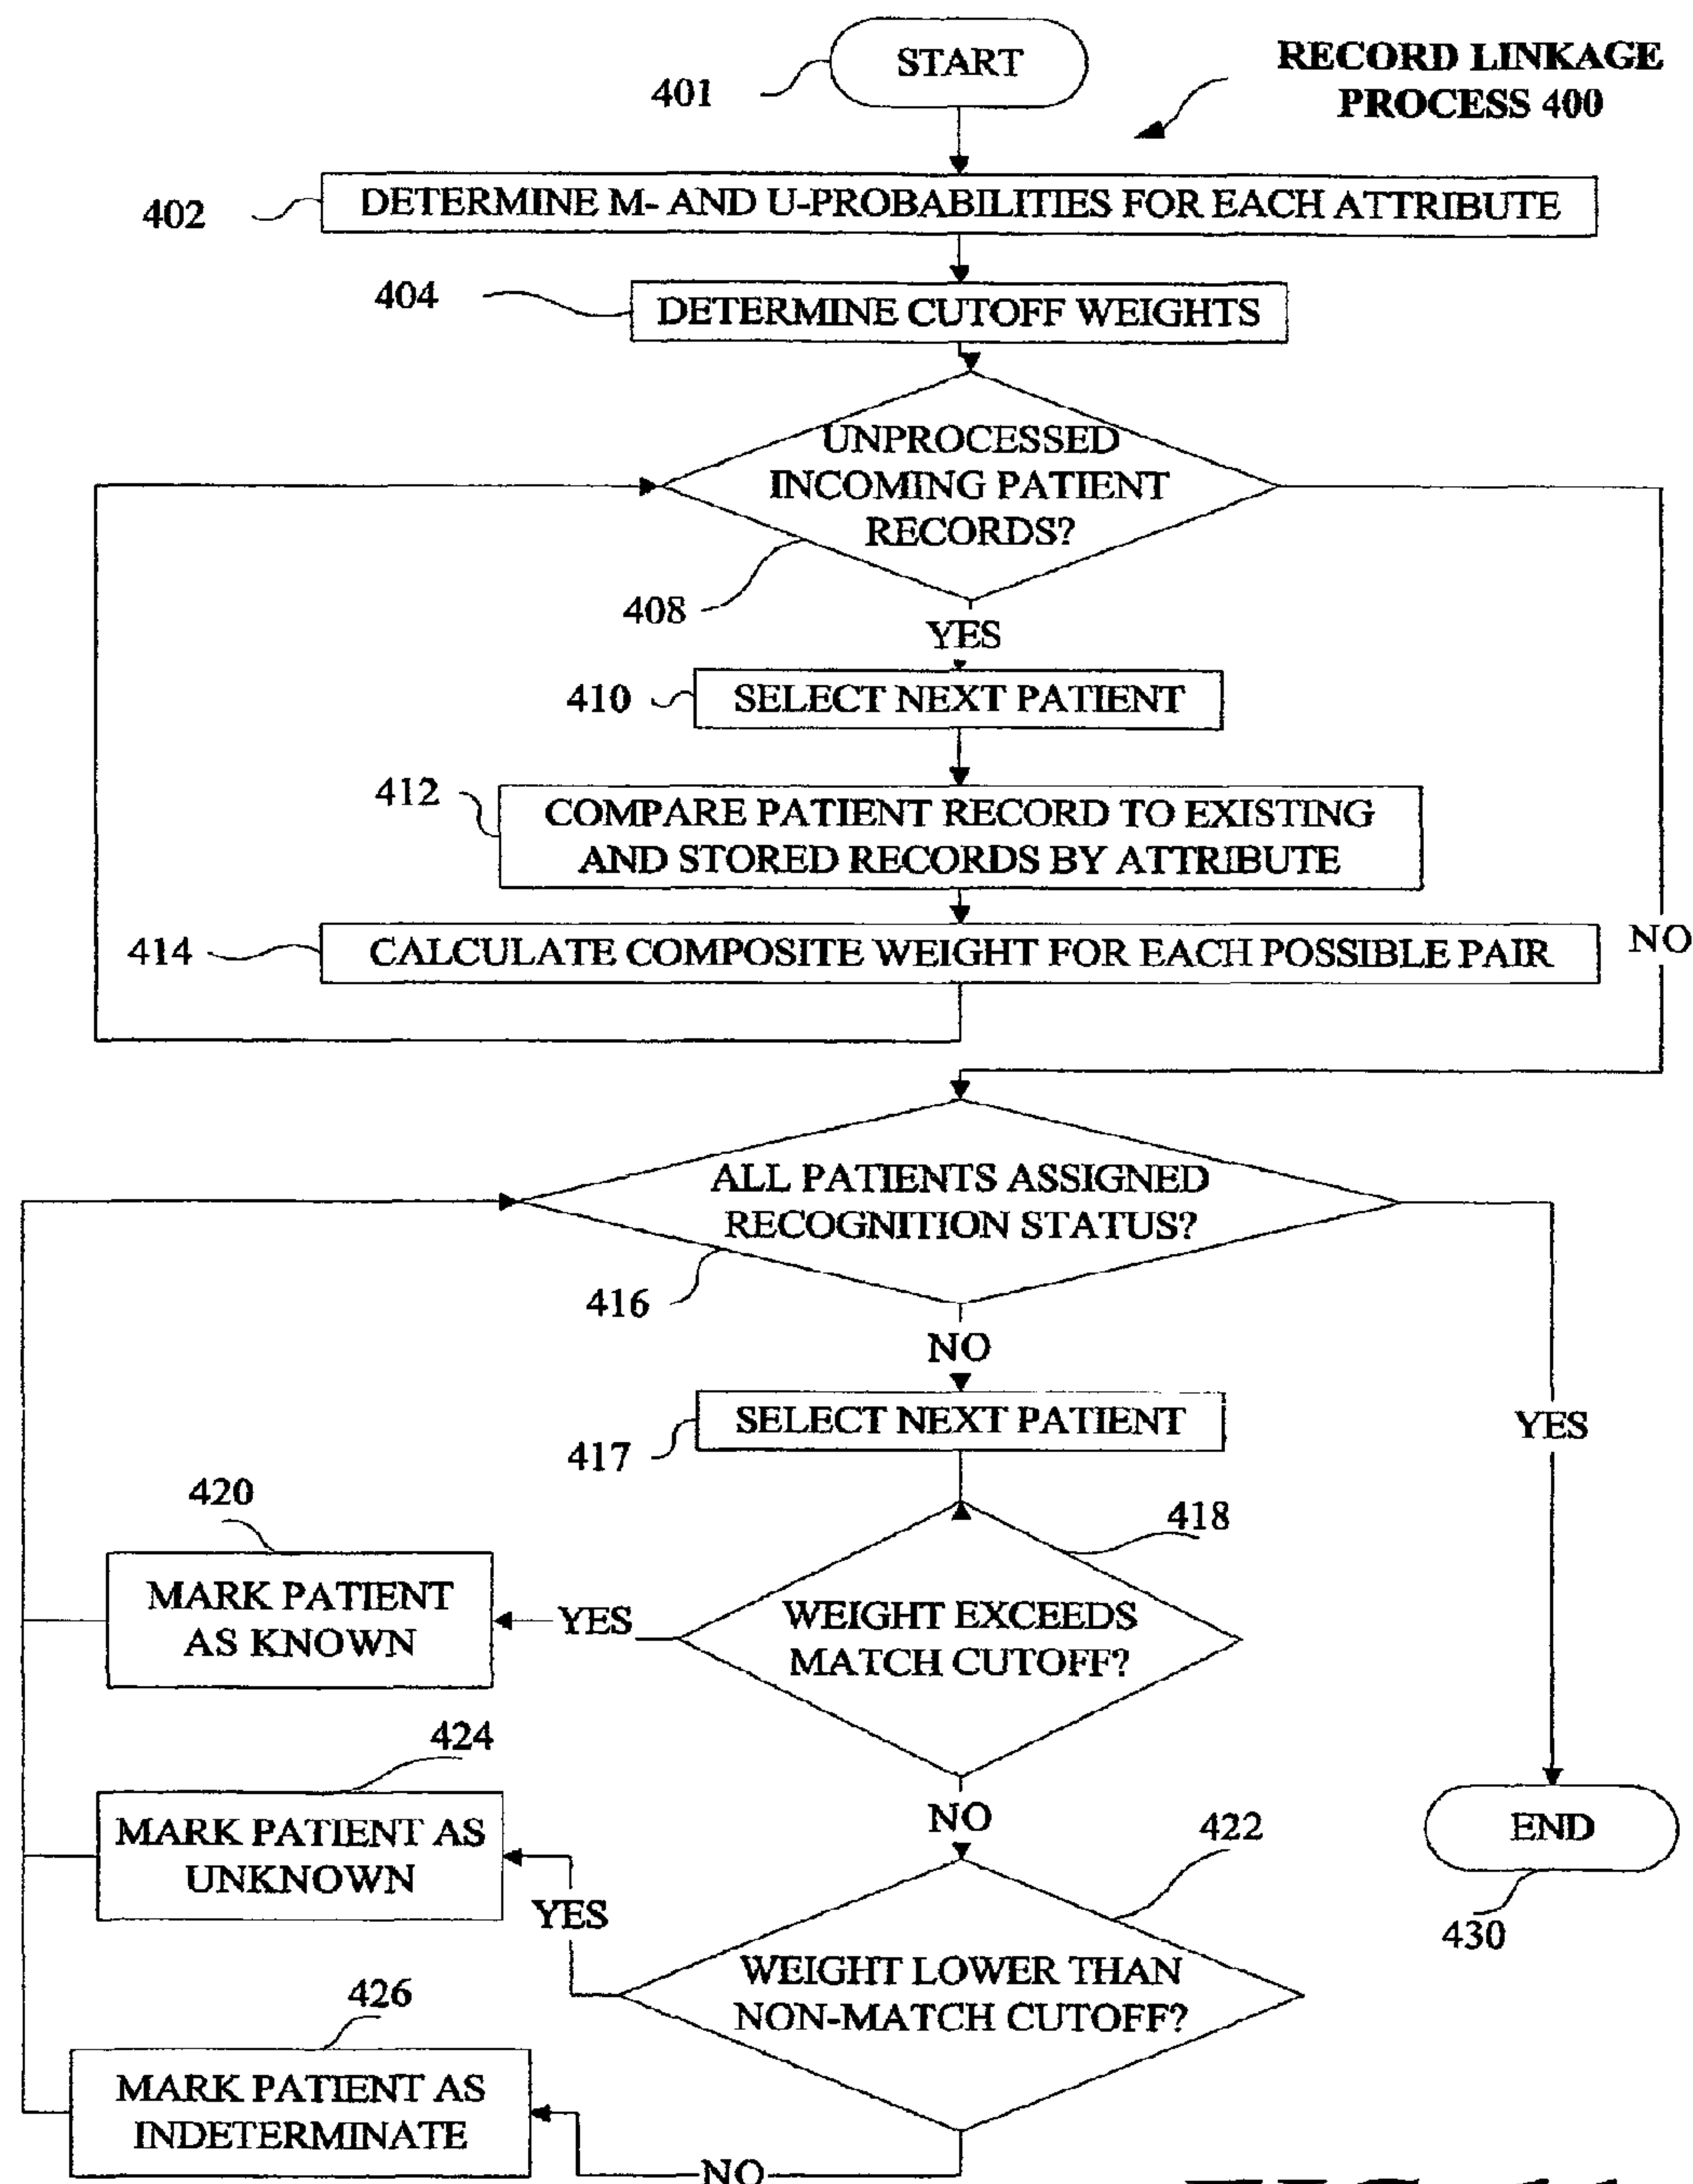 START
401
RECORD LINKAGE
PROCESS 400
402
DETERMINE M- AND U-PROBABILITIES FOR EACH ATTRIBUTE
404
DETERMINE CUTOFF WEIGHTS
UNPROCESSED
INCOMING PATIENT
RECORDS?
408
YES
410
SELECT NEXT PATIENT
412
COMPARE PATIENT RECORD TO EXISTING
AND STORED RECORDS BY ATTRIBUTE
414
CALCULATE COMPOSITE WEIGHT FOR EACH POSSIBLE PAIR
NO
ALL PATIENTS ASSIGNED
RECOGNITION STATUS?
416
NO
SELECT NEXT PATIENT
417
YES
420
418
MARK PATIENT
AS KNOWN
YES
WEIGHT EXCEEDS
MATCH CUTOFF?
424
NO
422
MARK PATIENT AS
UNKNOWN
YES
END
430
WEIGHT LOWER THAN
NON-MATCH CUTOFF?
426
MARK PATIENT AS
INDETERMINATE
NO